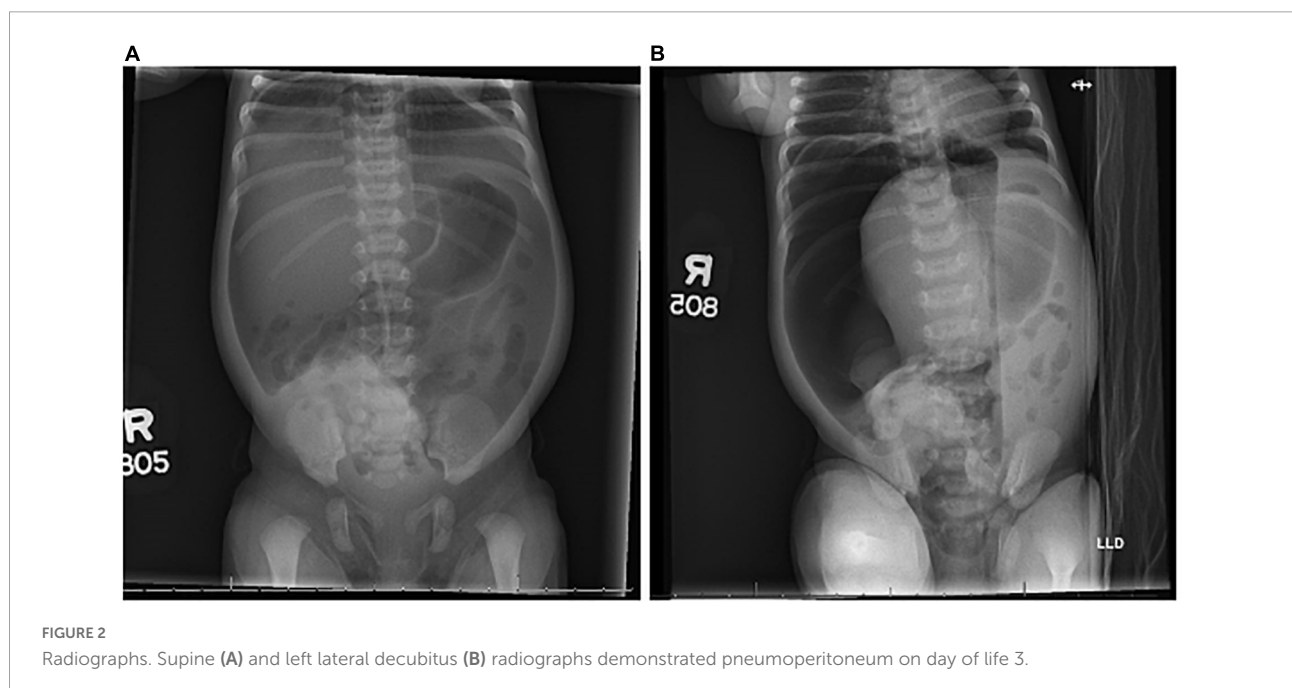 A
B
R
805
R
805
LLD
FIGURE 2
Radiographs. Supine (A) and left lateral decubitus (B) radiographs demonstrated pneumoperitoneum on day of life 3.